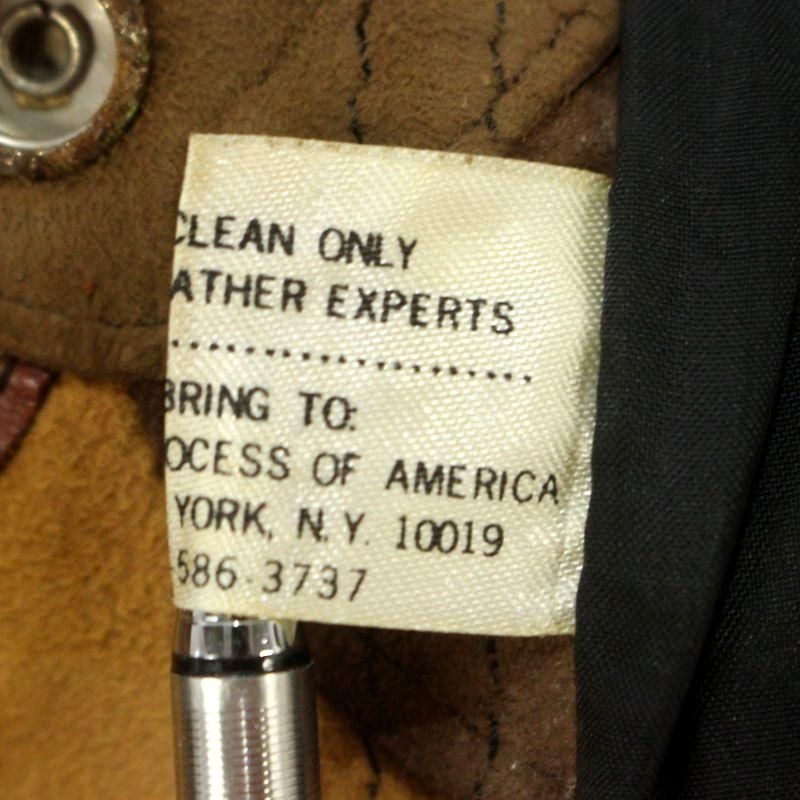 CLEAN ONLY
ATHER EXPERTS
BRING TO:
OCESS OF AMERICA
YORK, N.Y. 10019
586-3737